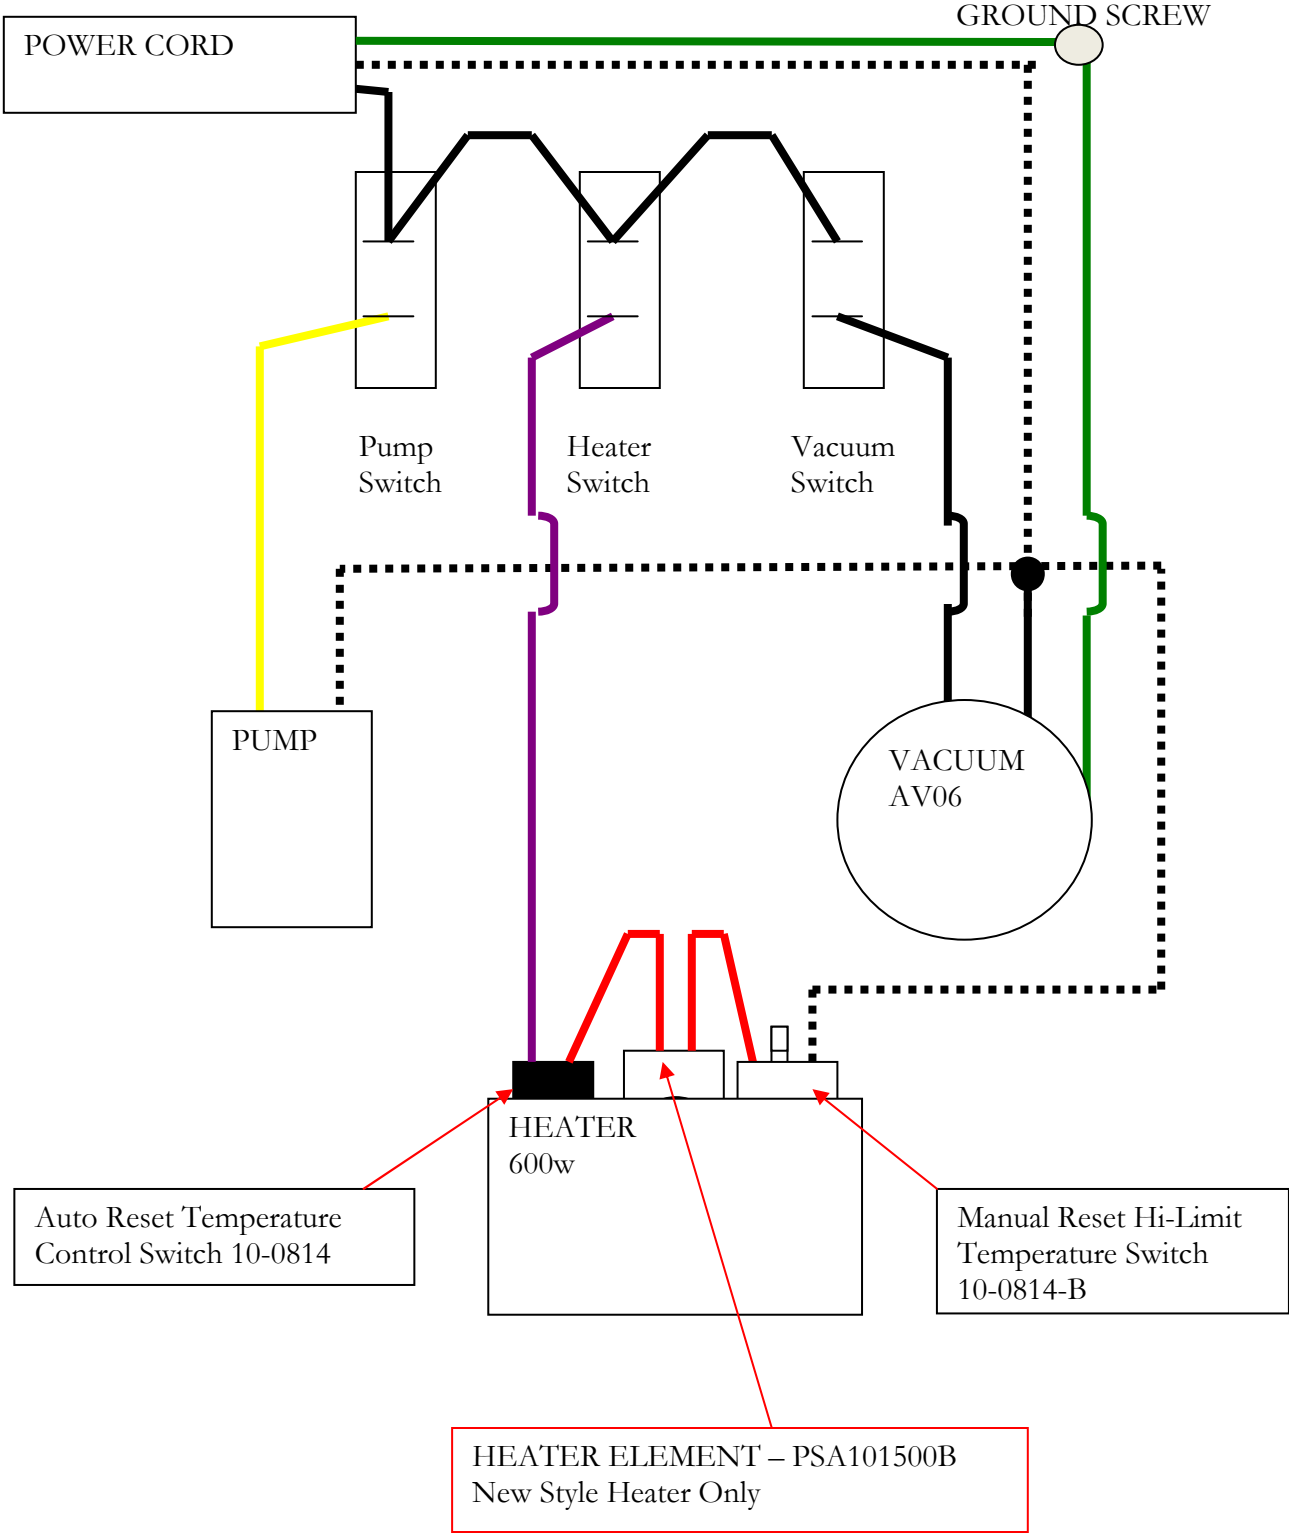 GROUND SCREW
POWER CORD
Pump
Switch
Heater
Switch
Vacuum
Switch
PUMP
VACUUM
AV06
HEATER
600w
Auto Reset Temperature
Control Switch 10-0814
Manual Reset Hi-Limit
Temperature Switch
10-0814-B
HEATER ELEMENT – PSA101500B
New Style Heater Only